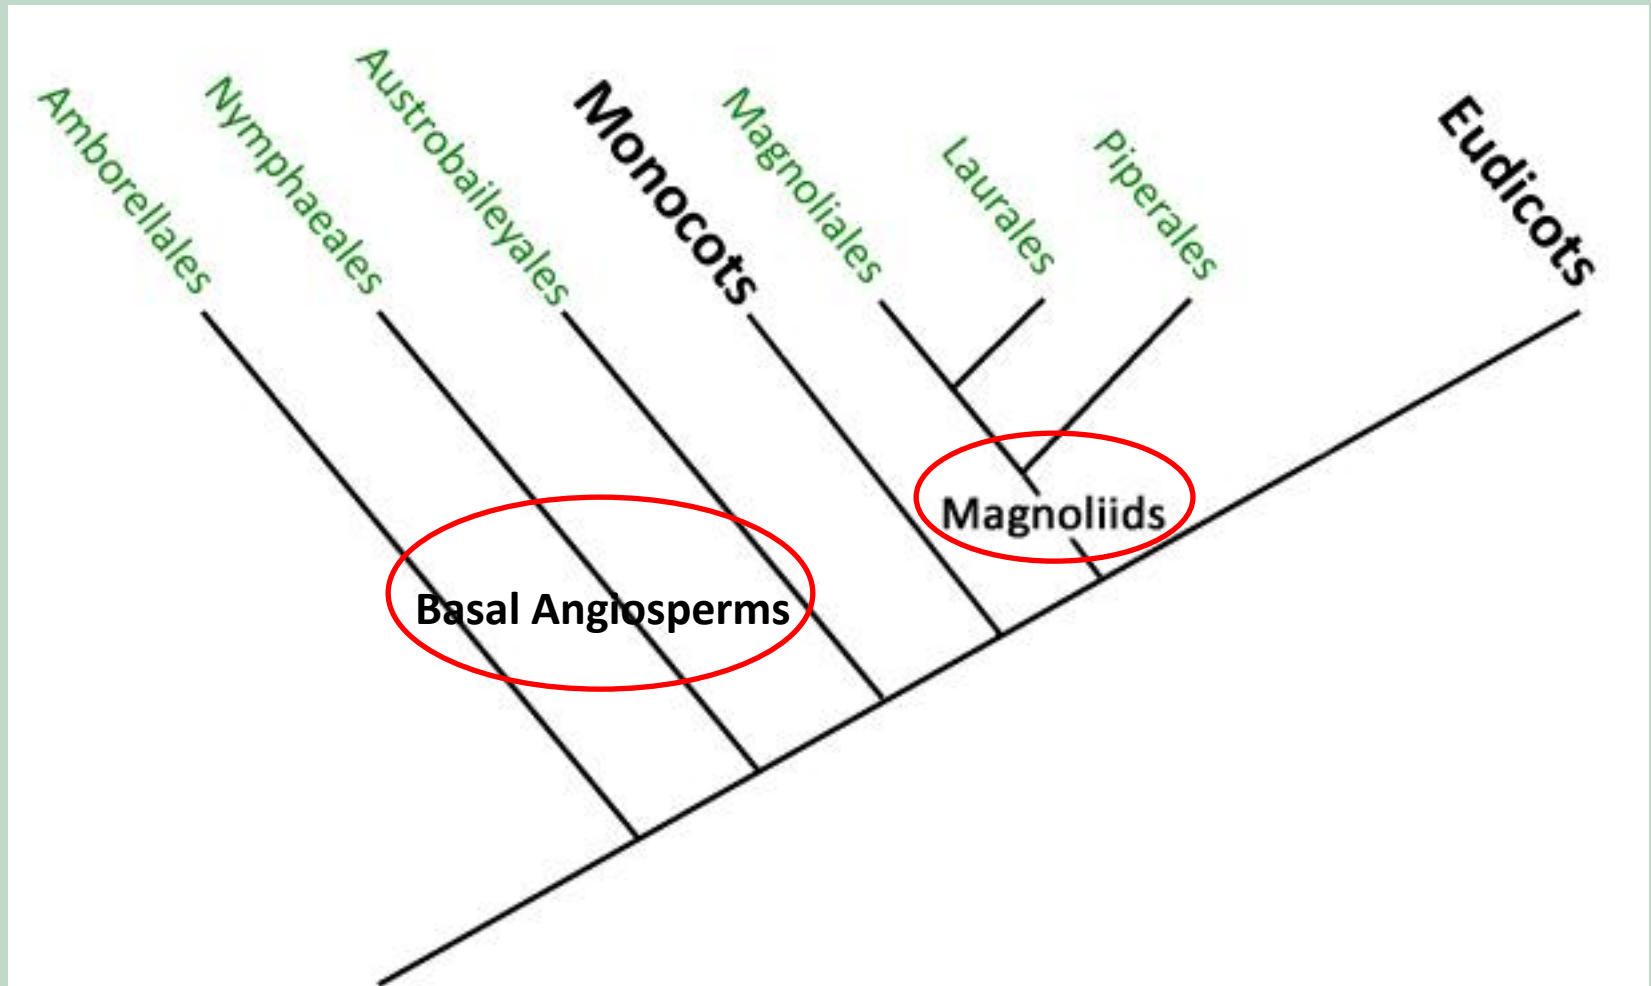 Amborellales
Nymphaeales
Austrobaileyales
Monocots
Magnoliales
Laurales
Piperales
Eudicots
Magnoliids
Basal Angiosperms